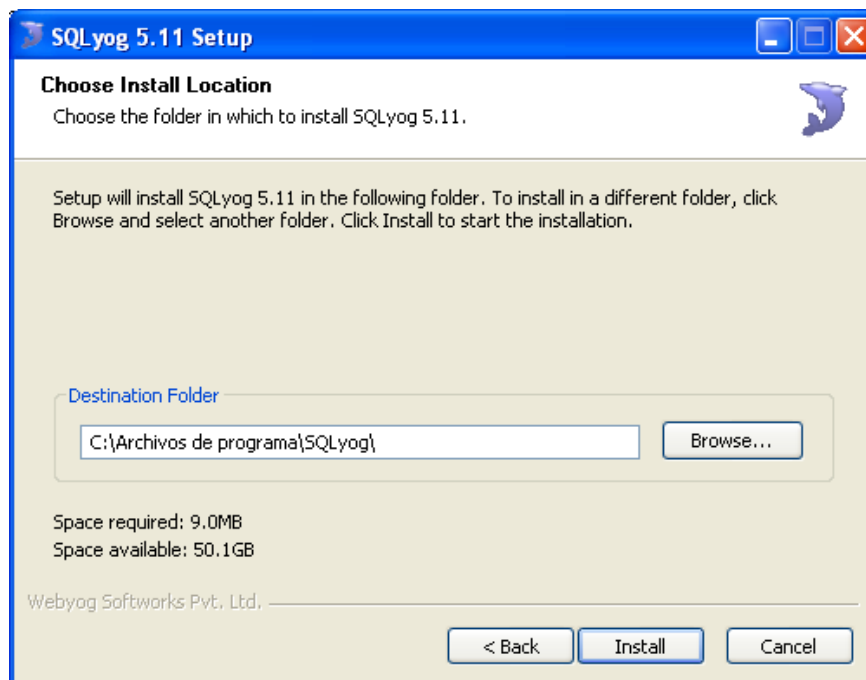 SQLyog 5.11 Setup
Choose Install Location
Choose the folder in which to install SQLyog 5.11.
Setup will install SQLyog 5.11 in the following folder. To install in a different folder, click
Browse and select another folder. Click Install to start the installation.
Destination Folder
C:\Archivos de programa\SQLyog\
Browse...
Space required: 9.0MB
Space available: 50.1GB
Webyog Softworks Pvt. Ltd.
< Back
Install
Cancel